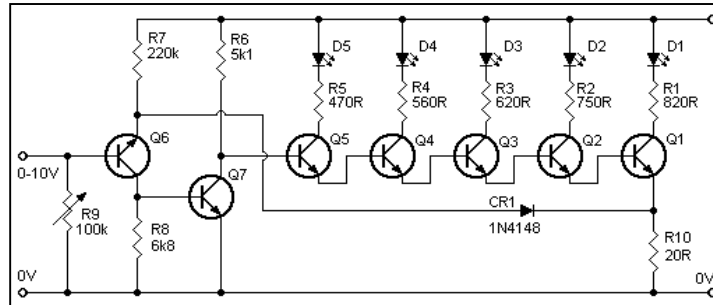 R7
220k
R6
5k1
D5
D4
D3
D2
D1
R5
470R
R4
560R
R3
620R
R2
750R
R1
820R
Q6
Q5
Q4
Q3
Q2
Q1
0-10V
Q7
R9
100k
R8
6k8
CR1
1N4148
R10
20R
0V
0V